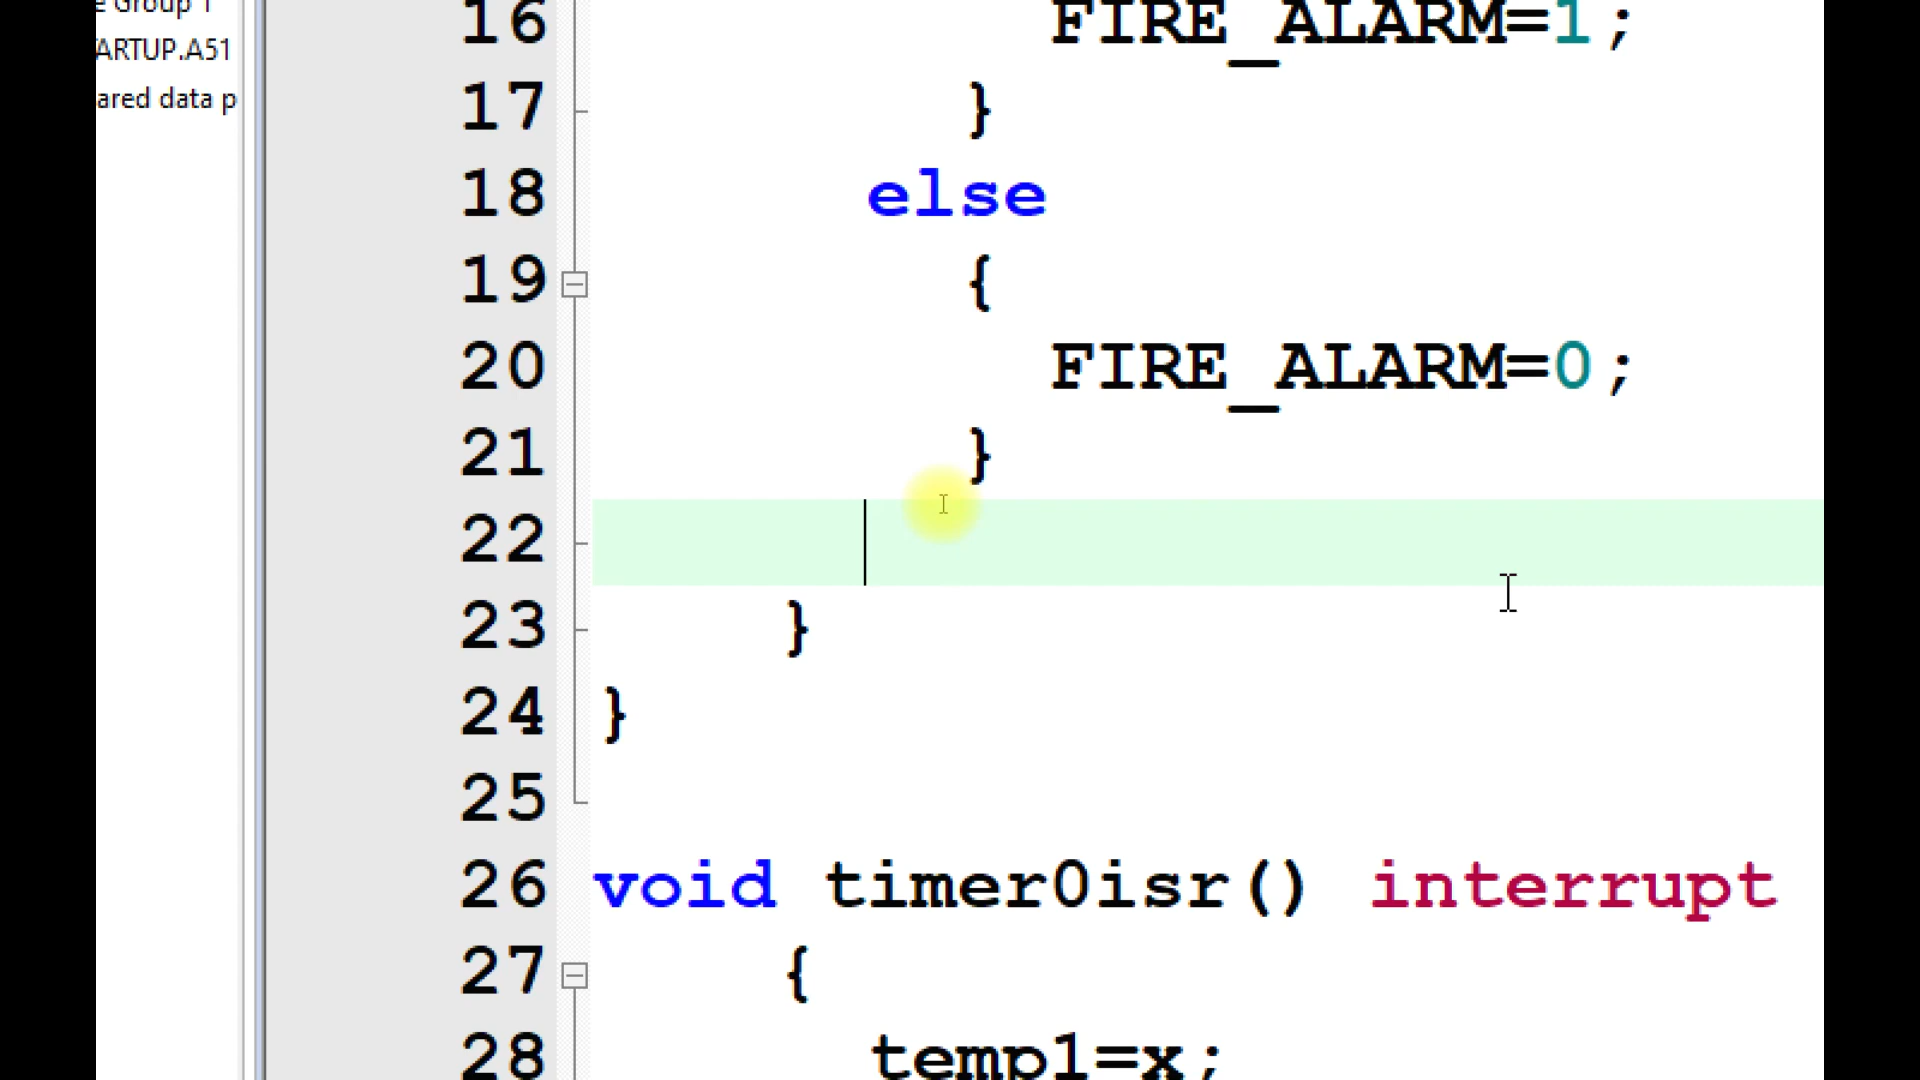 e Group 1
TARTUP.A51
ared data p
16 FIRE_ALARM=1;
17 }
18 else
19 {
20 FIRE_ALARM=0;
21 }
22
23 }
24 }
25
26 void timer0isr() interrupt
27 {
28 temp1=x;